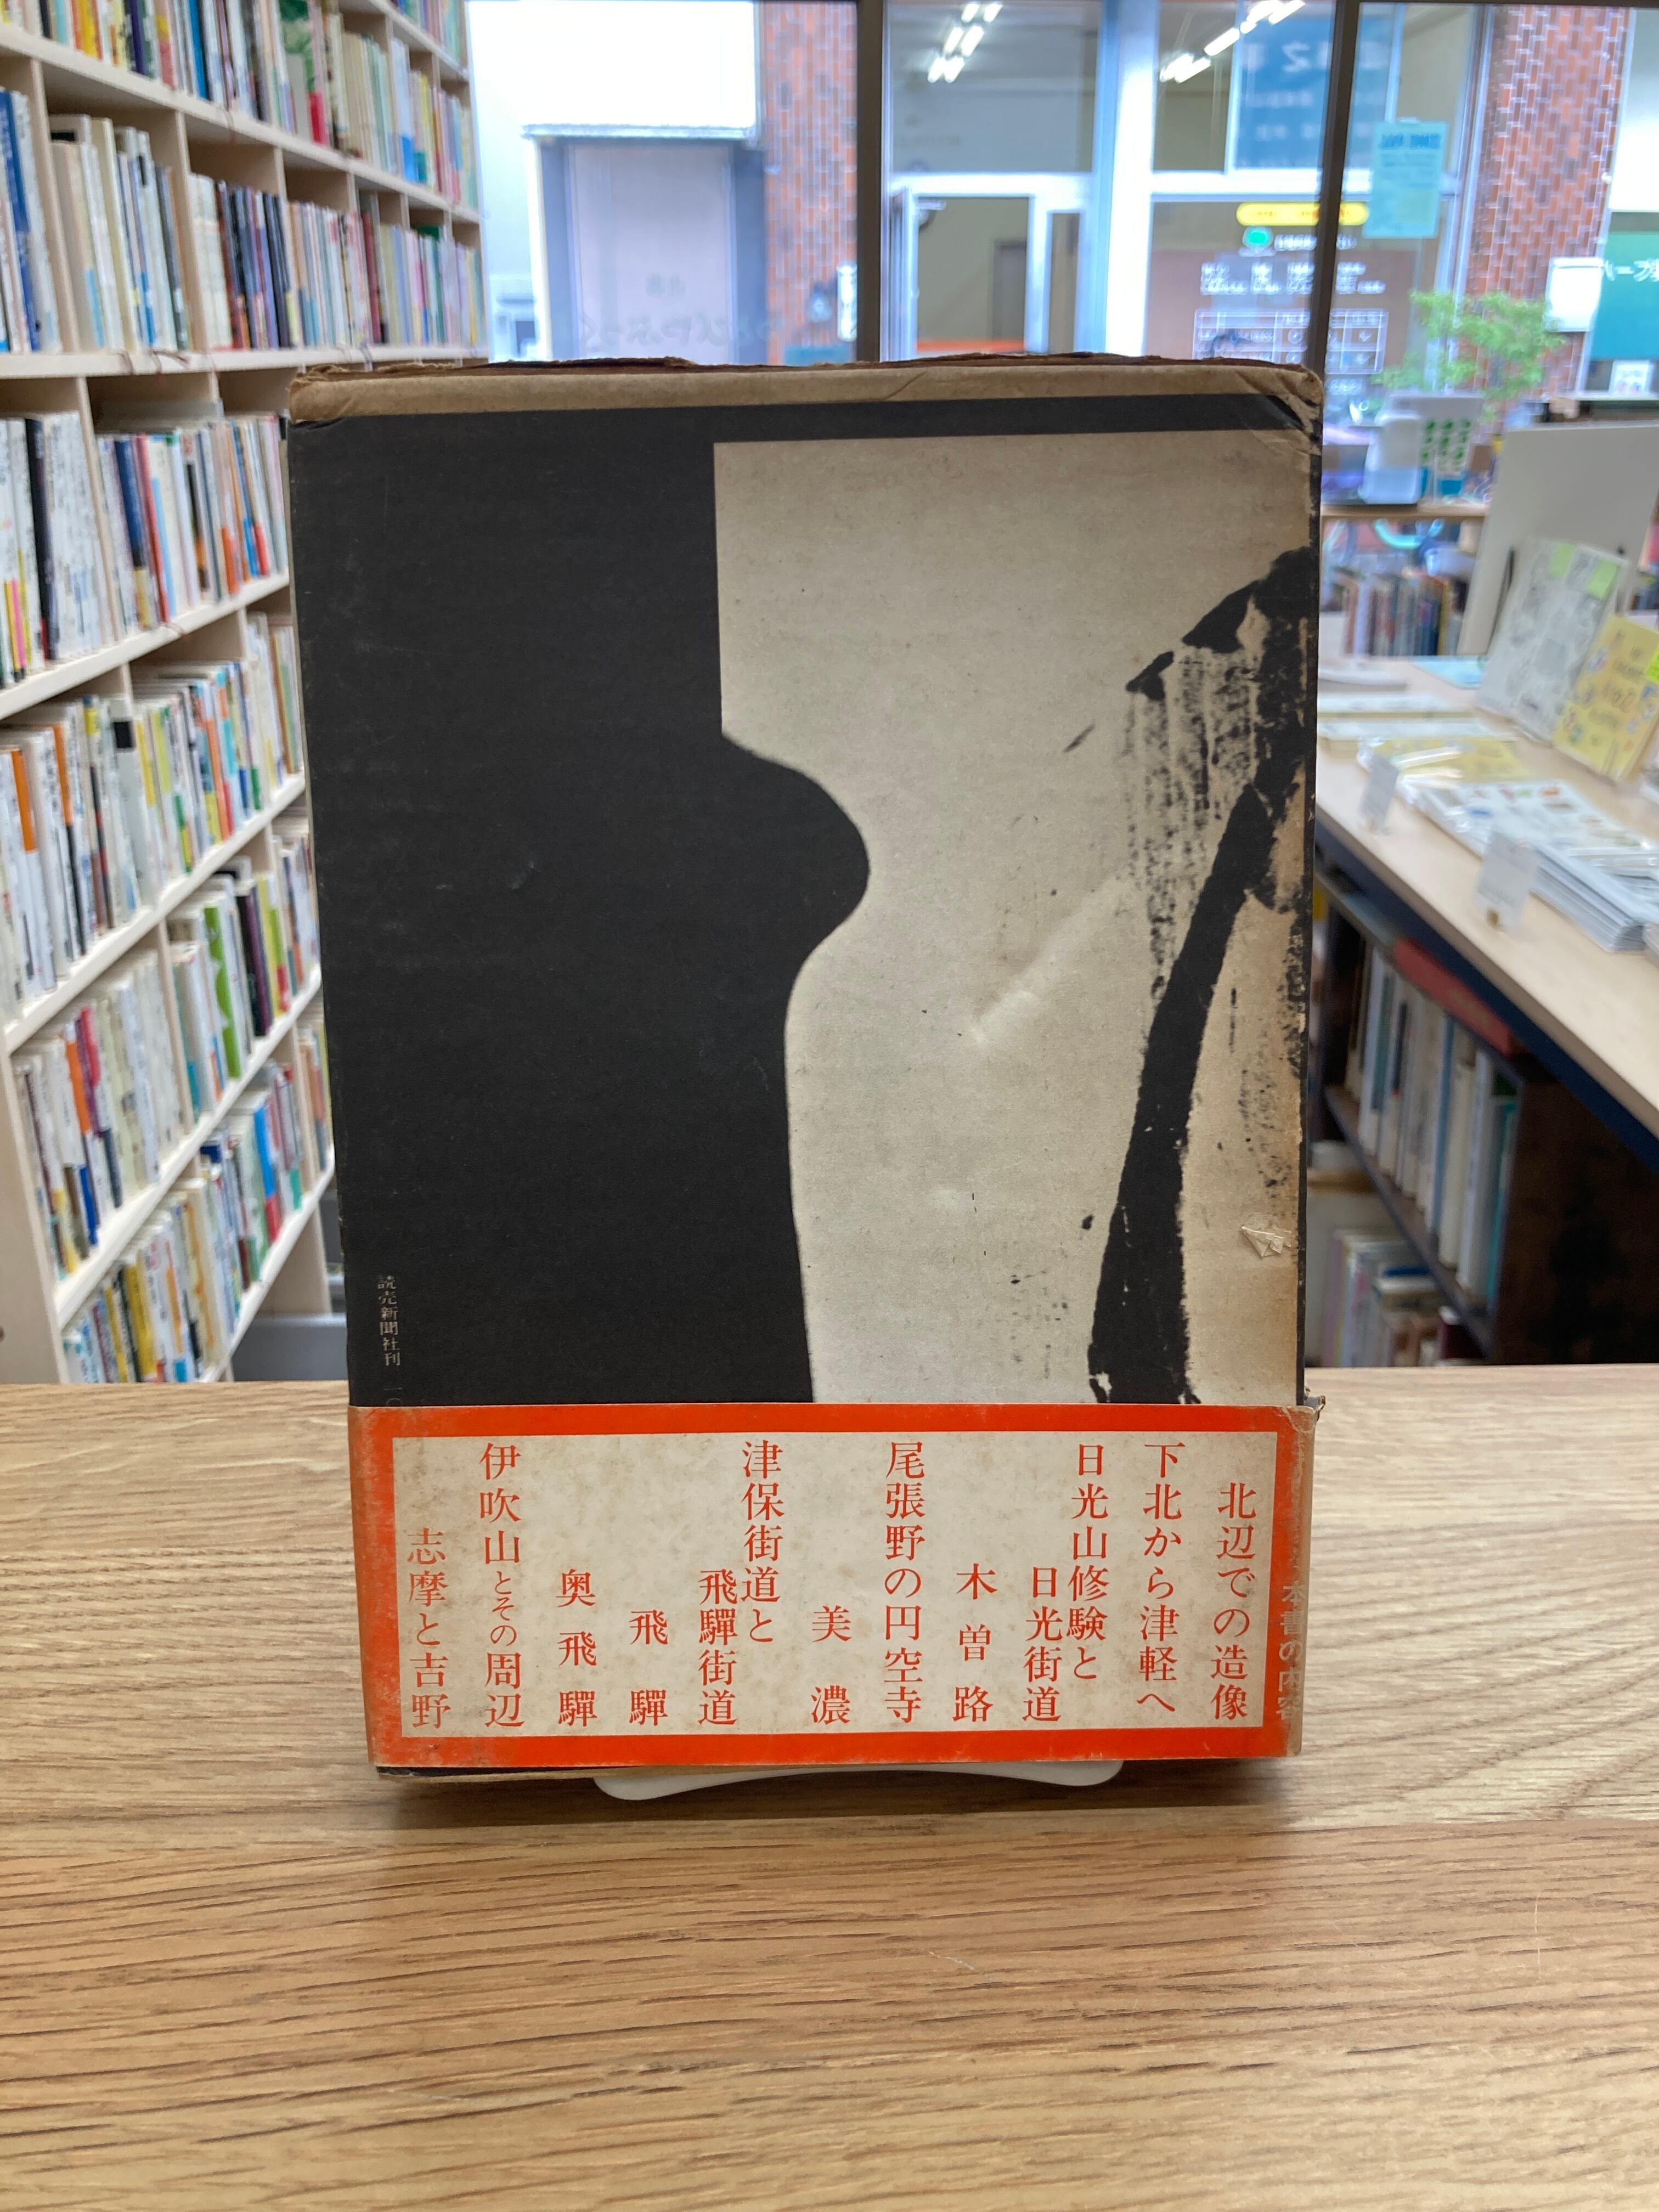 本書の内容
北辺での造像
下北から津軽へ
日光山修験と
日光街道
木曽路
尾張野の円空寺
美濃
津保街道と
飛驒街道
飛驒
奥飛驒
伊吹山とその周辺
志摩と吉野
読売新聞社刊